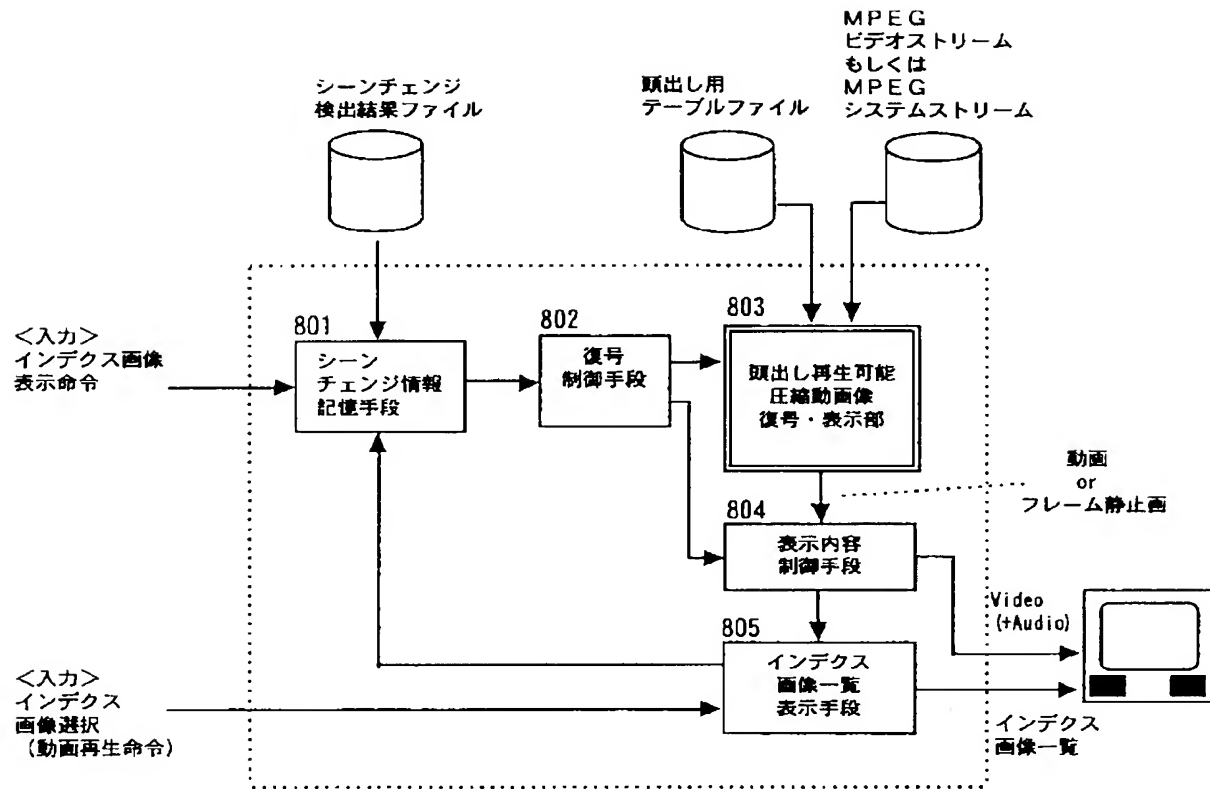 MPEG
ビデオストリーム
もしくは
MPEG
システムストリーム
シーンチェンジ
検出結果ファイル
頭出し用
テーブルファイル
<入力>
インデクス画像
表示命令
801
シーン
チェンジ情報
記憶手段
802
復号
制御手段
803
頭出し再生可能
圧縮動画像
復号・表示部
動画
or
フレーム静止画
804
表示内容
制御手段
Video
(+Audio)
805
インデクス
画像一覧
表示手段
<入力>
インデクス
画像選択
(動画再生命令)
インデクス
画像一覧